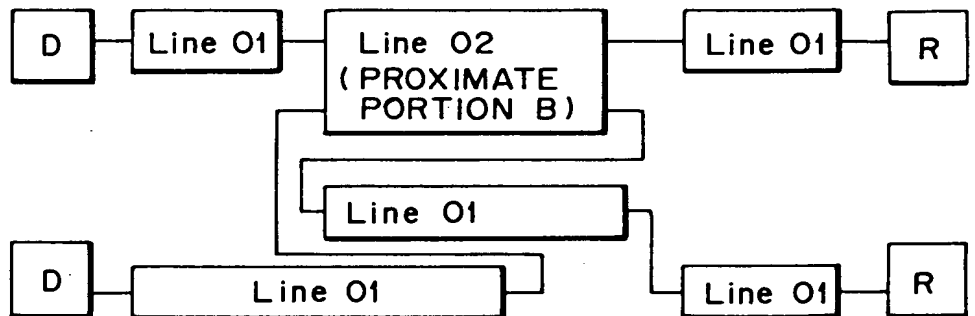 D
Line 01
Line 02
(PROXIMATE
PORTION B)
Line 01
R
Line 01
D
Line 01
Line 01
R